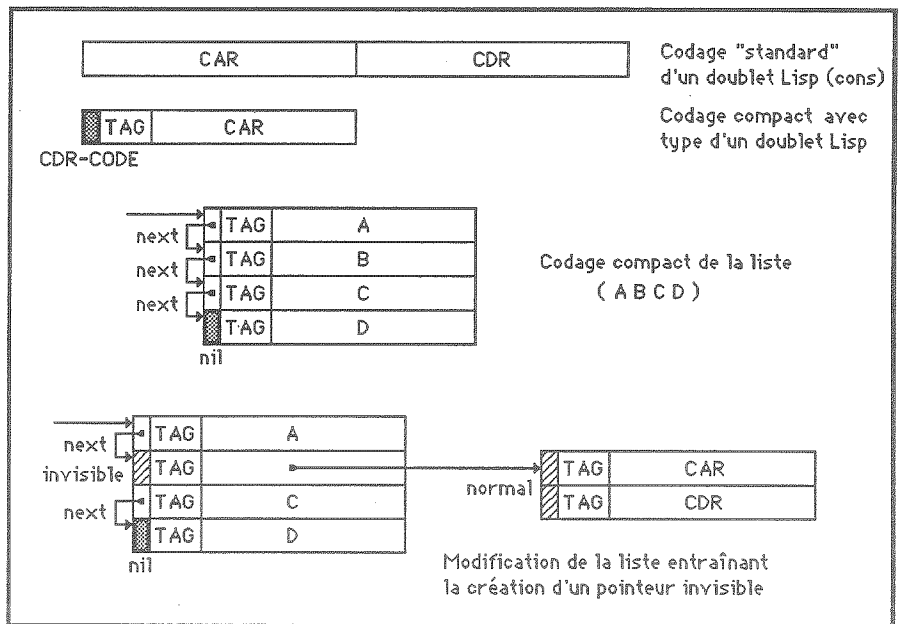 CAR CDR
Codage "standard"
d'un doublet Lisp (cons)
TAG CAR
CDR-CODE
Codage compact avec
type d'un doublet Lisp
TAG A
next
TAG B
next
TAG C
next
TAG D
nil
Codage compact de la liste
( A B C D )
TAG A
next
TAG
invisible
TAG C
next
TAG D
nil
normal
TAG CAR
TAG CDR
Modification de la liste entraînant
la création d'un pointeur invisible